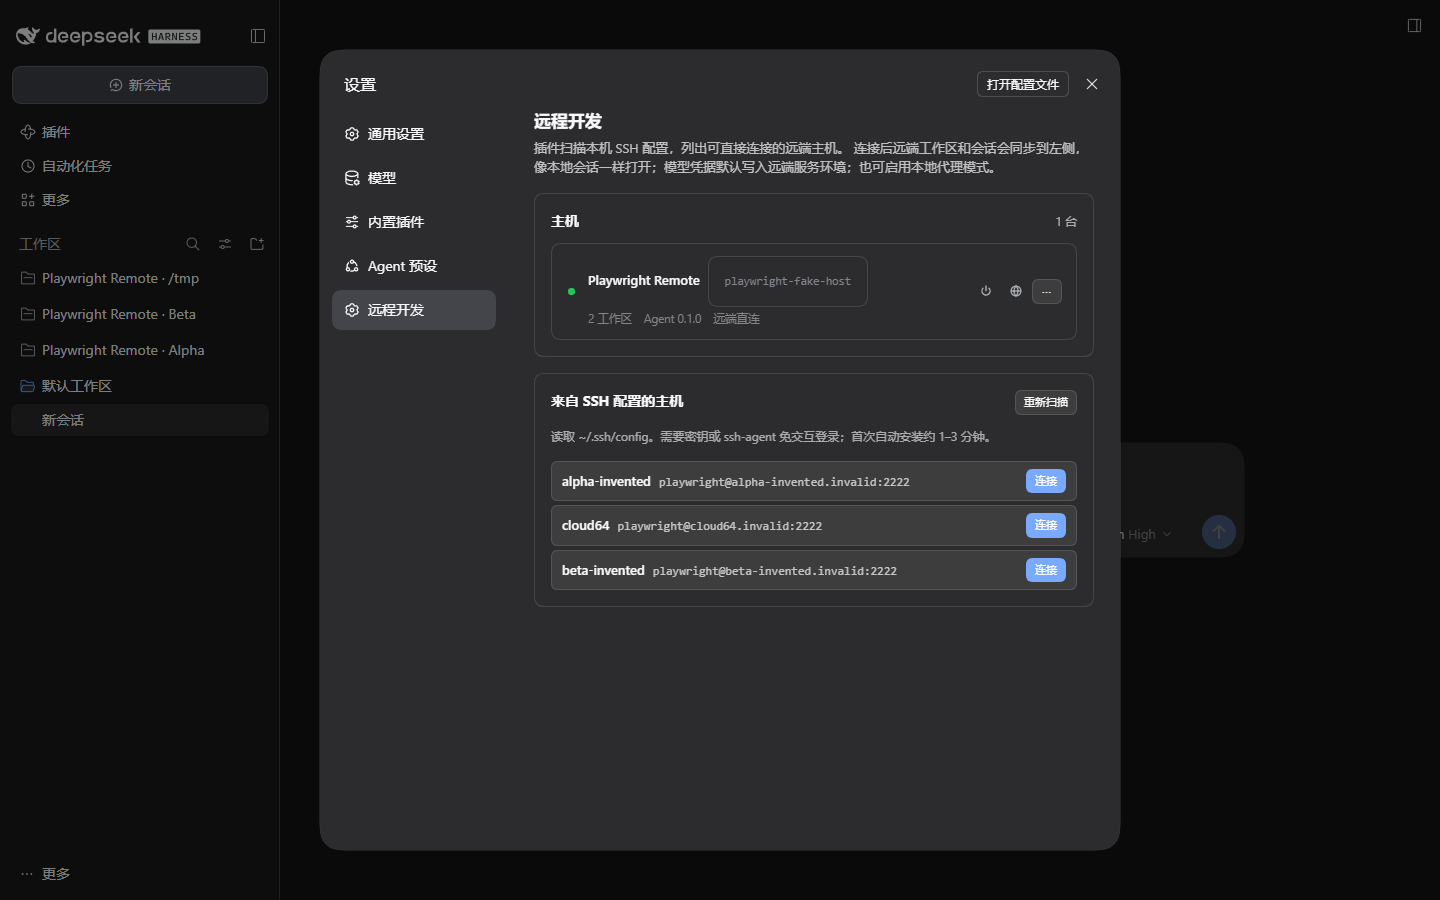 deepseek HARNESS
新会话
插件
自动化任务
更多
工作区
Playwright Remote · /tmp
Playwright Remote · Beta
Playwright Remote · Alpha
默认工作区
新会话
更多
设置
打开配置文件
通用设置
模型
内置插件
Agent 预设
远程开发
远程开发
插件扫描本机 SSH 配置，列出可直接连接的远端主机。 连接后远端工作区和会话会同步到左侧，
像本地会话一样打开；模型凭据默认写入远端服务环境；也可启用本地代理模式。
主机
1 台
Playwright Remote
playwright-fake-host
2 工作区 Agent 0.1.0 远端直连
来自 SSH 配置的主机
重新扫描
读取 ~/.ssh/config。需要密钥或 ssh-agent 免交互登录；首次自动安装约 1–3 分钟。
alpha-invented playwright@alpha-invented.invalid:2222
连接
cloud64 playwright@cloud64.invalid:2222
连接
beta-invented playwright@beta-invented.invalid:2222
连接
High